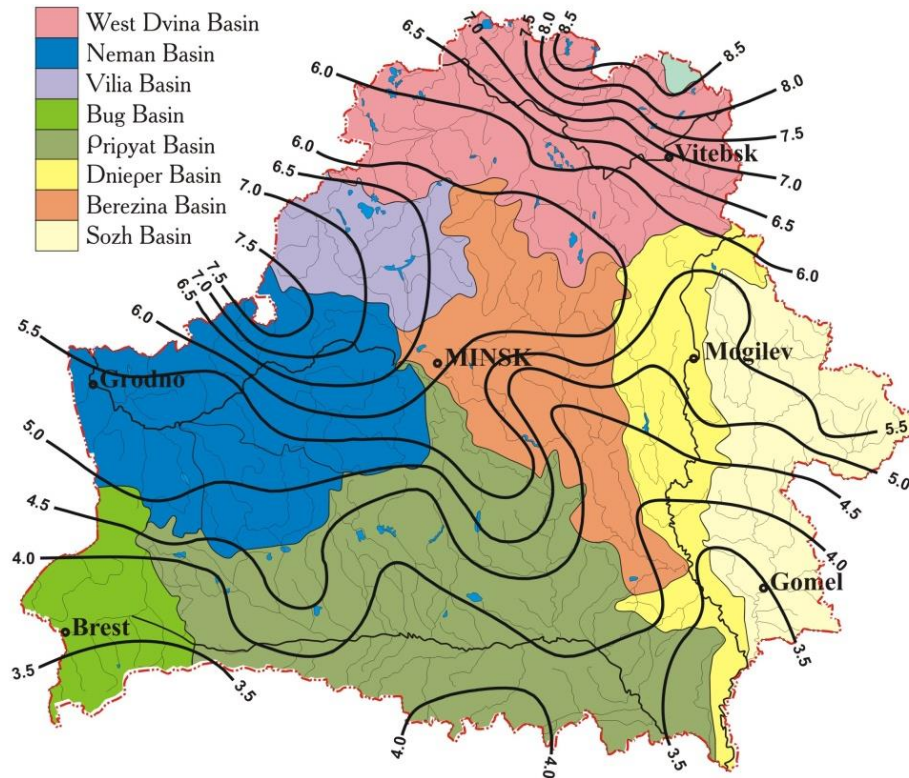 West Dvina Basin
Neman Basin
Vilia Basin
Bug Basin
Pripyat Basin
Dnieper Basin
Berezina Basin
Sozh Basin
7.0
7.5
8.0
8.5
6.5
8.5
6.0
8.0
7.5
Vitebsk
6.0
6.5
7.0
7.0
6.5
7.5
7.0
6.5
6.0
6.0
5.5
MINSK
Mogilev
Grodno
5.5
5.0
5.0
4.5
4.5
4.0
4.0
Gomel
Brest
3.5
3.5
3.5
4.0
4.0
3.5